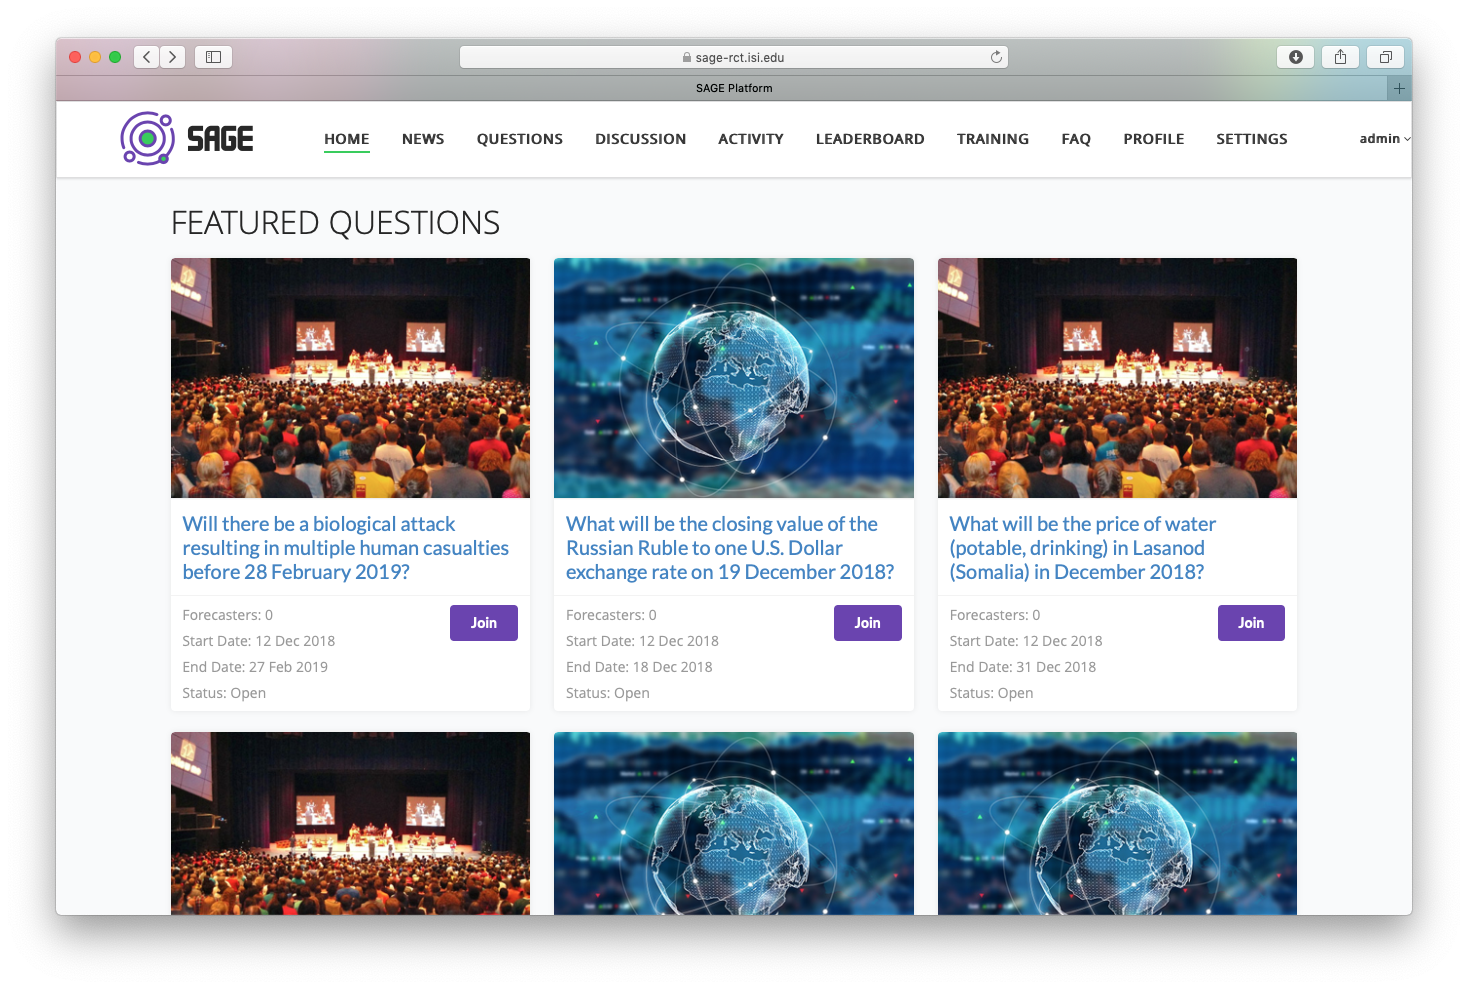 sage-rct.isi.edu
SAGE Platform
SAGE
HOME NEWS QUESTIONS DISCUSSION ACTIVITY LEADERBOARD TRAINING FAQ PROFILE SETTINGS admin
FEATURED QUESTIONS
Will there be a biological attack
resulting in multiple human casualties
before 28 February 2019?
Forecasters: 0
Join
Start Date: 12 Dec 2018
End Date: 27 Feb 2019
Status: Open
What will be the closing value of the
Russian Ruble to one U.S. Dollar
exchange rate on 19 December 2018?
Forecasters: 0
Join
Start Date: 12 Dec 2018
End Date: 18 Dec 2018
Status: Open
What will be the price of water
(potable, drinking) in Lasanod
(Somalia) in December 2018?
Forecasters: 0
Join
Start Date: 12 Dec 2018
End Date: 31 Dec 2018
Status: Open